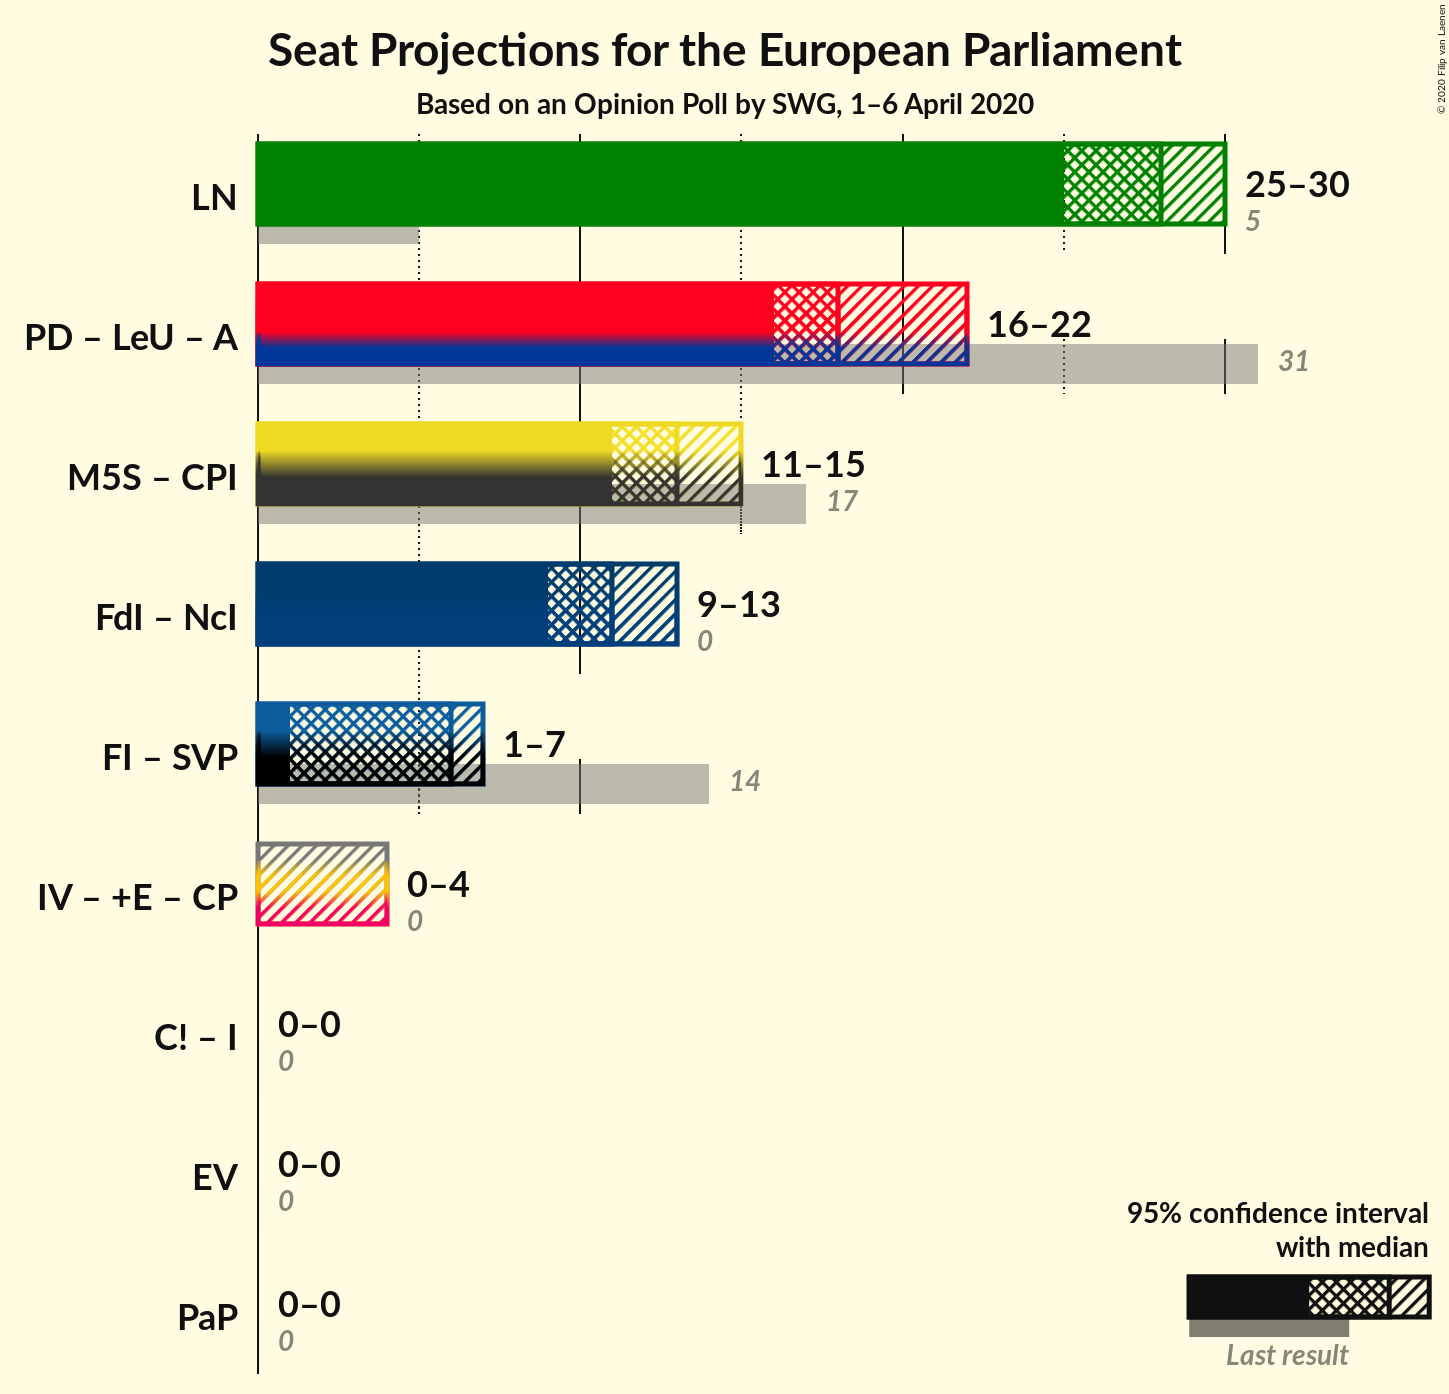 Seat Projections for the European Parliament
Based on an Opinion Poll by SWG, 1–6 April 2020
© 2020 Filip van Laenen
LN
25–30
5
PD – LeU – A
16–22
31
M5S – CPI
11–15
17
FdI – NcI
9–13
0
FI – SVP
1–7
14
IV – +E – CP
0–4
0
C! – I
0–0
0
EV
0–0
0
PaP
0–0
0
95% confidence interval
with median
Last result